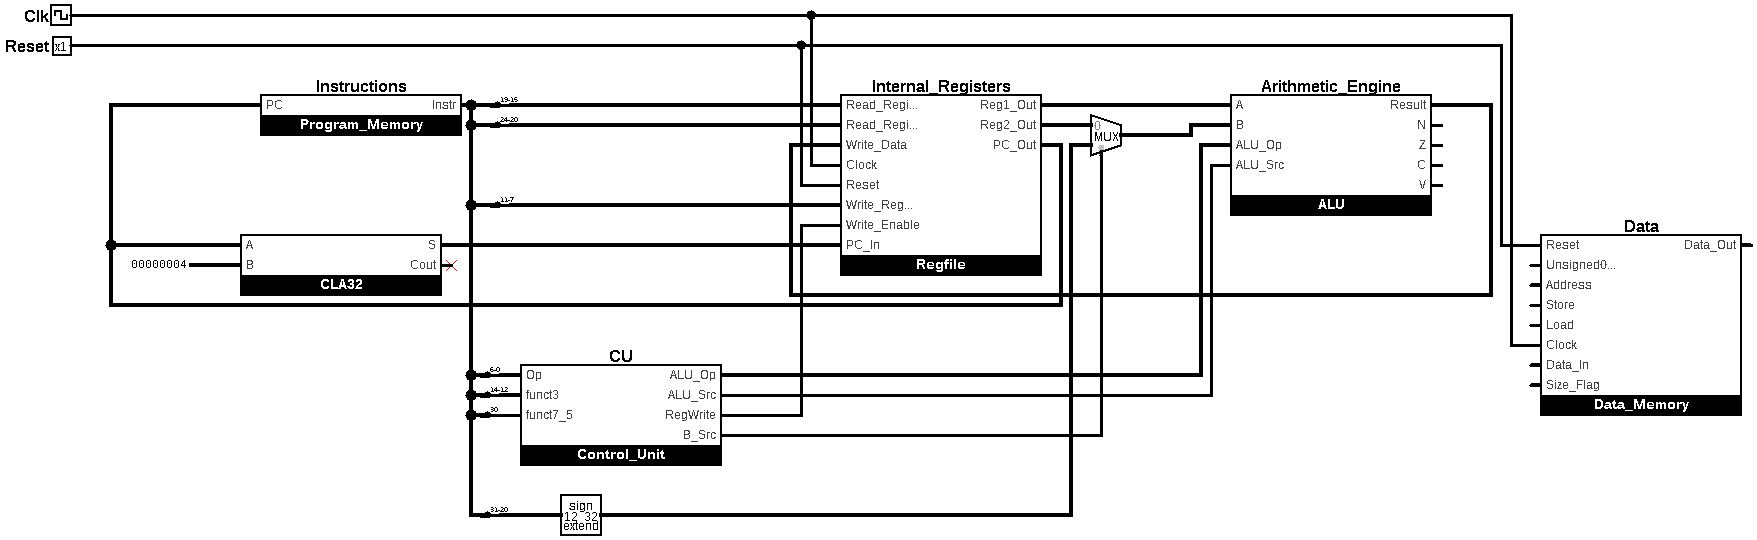 Clk
Reset x1
Instructions
PC Instr
Program_Memory
19-15
24-20
11-7
Internal_Registers
Read_Regi... Reg1_Out
Read_Regi... Reg2_Out
Write_Data PC_Out
Clock
Reset
Write_Reg...
Write_Enable
PC_In
Regfile
0
MUX
Arithmetic_Engine
A Result
B N
ALU_Op Z
ALU_Src C
V
ALU
A S
00000004 B Cout
CLA32
Data
Reset Data_Out
Unsigned0...
Address
Store
Load
Clock
Data_In
Size_Flag
Data_Memory
CU
6-0 Op ALU_Op
14-12 funct3 ALU_Src
30 funct7_5 RegWrite
B_Src
Control_Unit
31-20
sign
12_32
extend